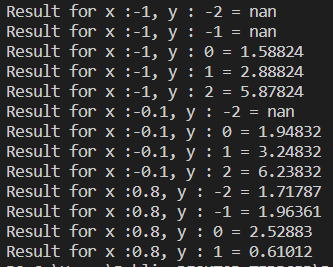 Result for x :-1, y : -2 = nan
Result for x :-1, y : -1 = nan
Result for x :-1, y : 0 = 1.58824
Result for x :-1, y : 1 = 2.88824
Result for x :-1, y : 2 = 5.87824
Result for x :-0.1, y : -2 = nan
Result for x :-0.1, y : 0 = 1.94832
Result for x :-0.1, y : 1 = 3.24832
Result for x :-0.1, y : 2 = 6.23832
Result for x :0.8, y : -2 = 1.71787
Result for x :0.8, y : -1 = 1.96361
Result for x :0.8, y : 0 = 2.52883
Result for x :0.8, y : 1 = 0.61012